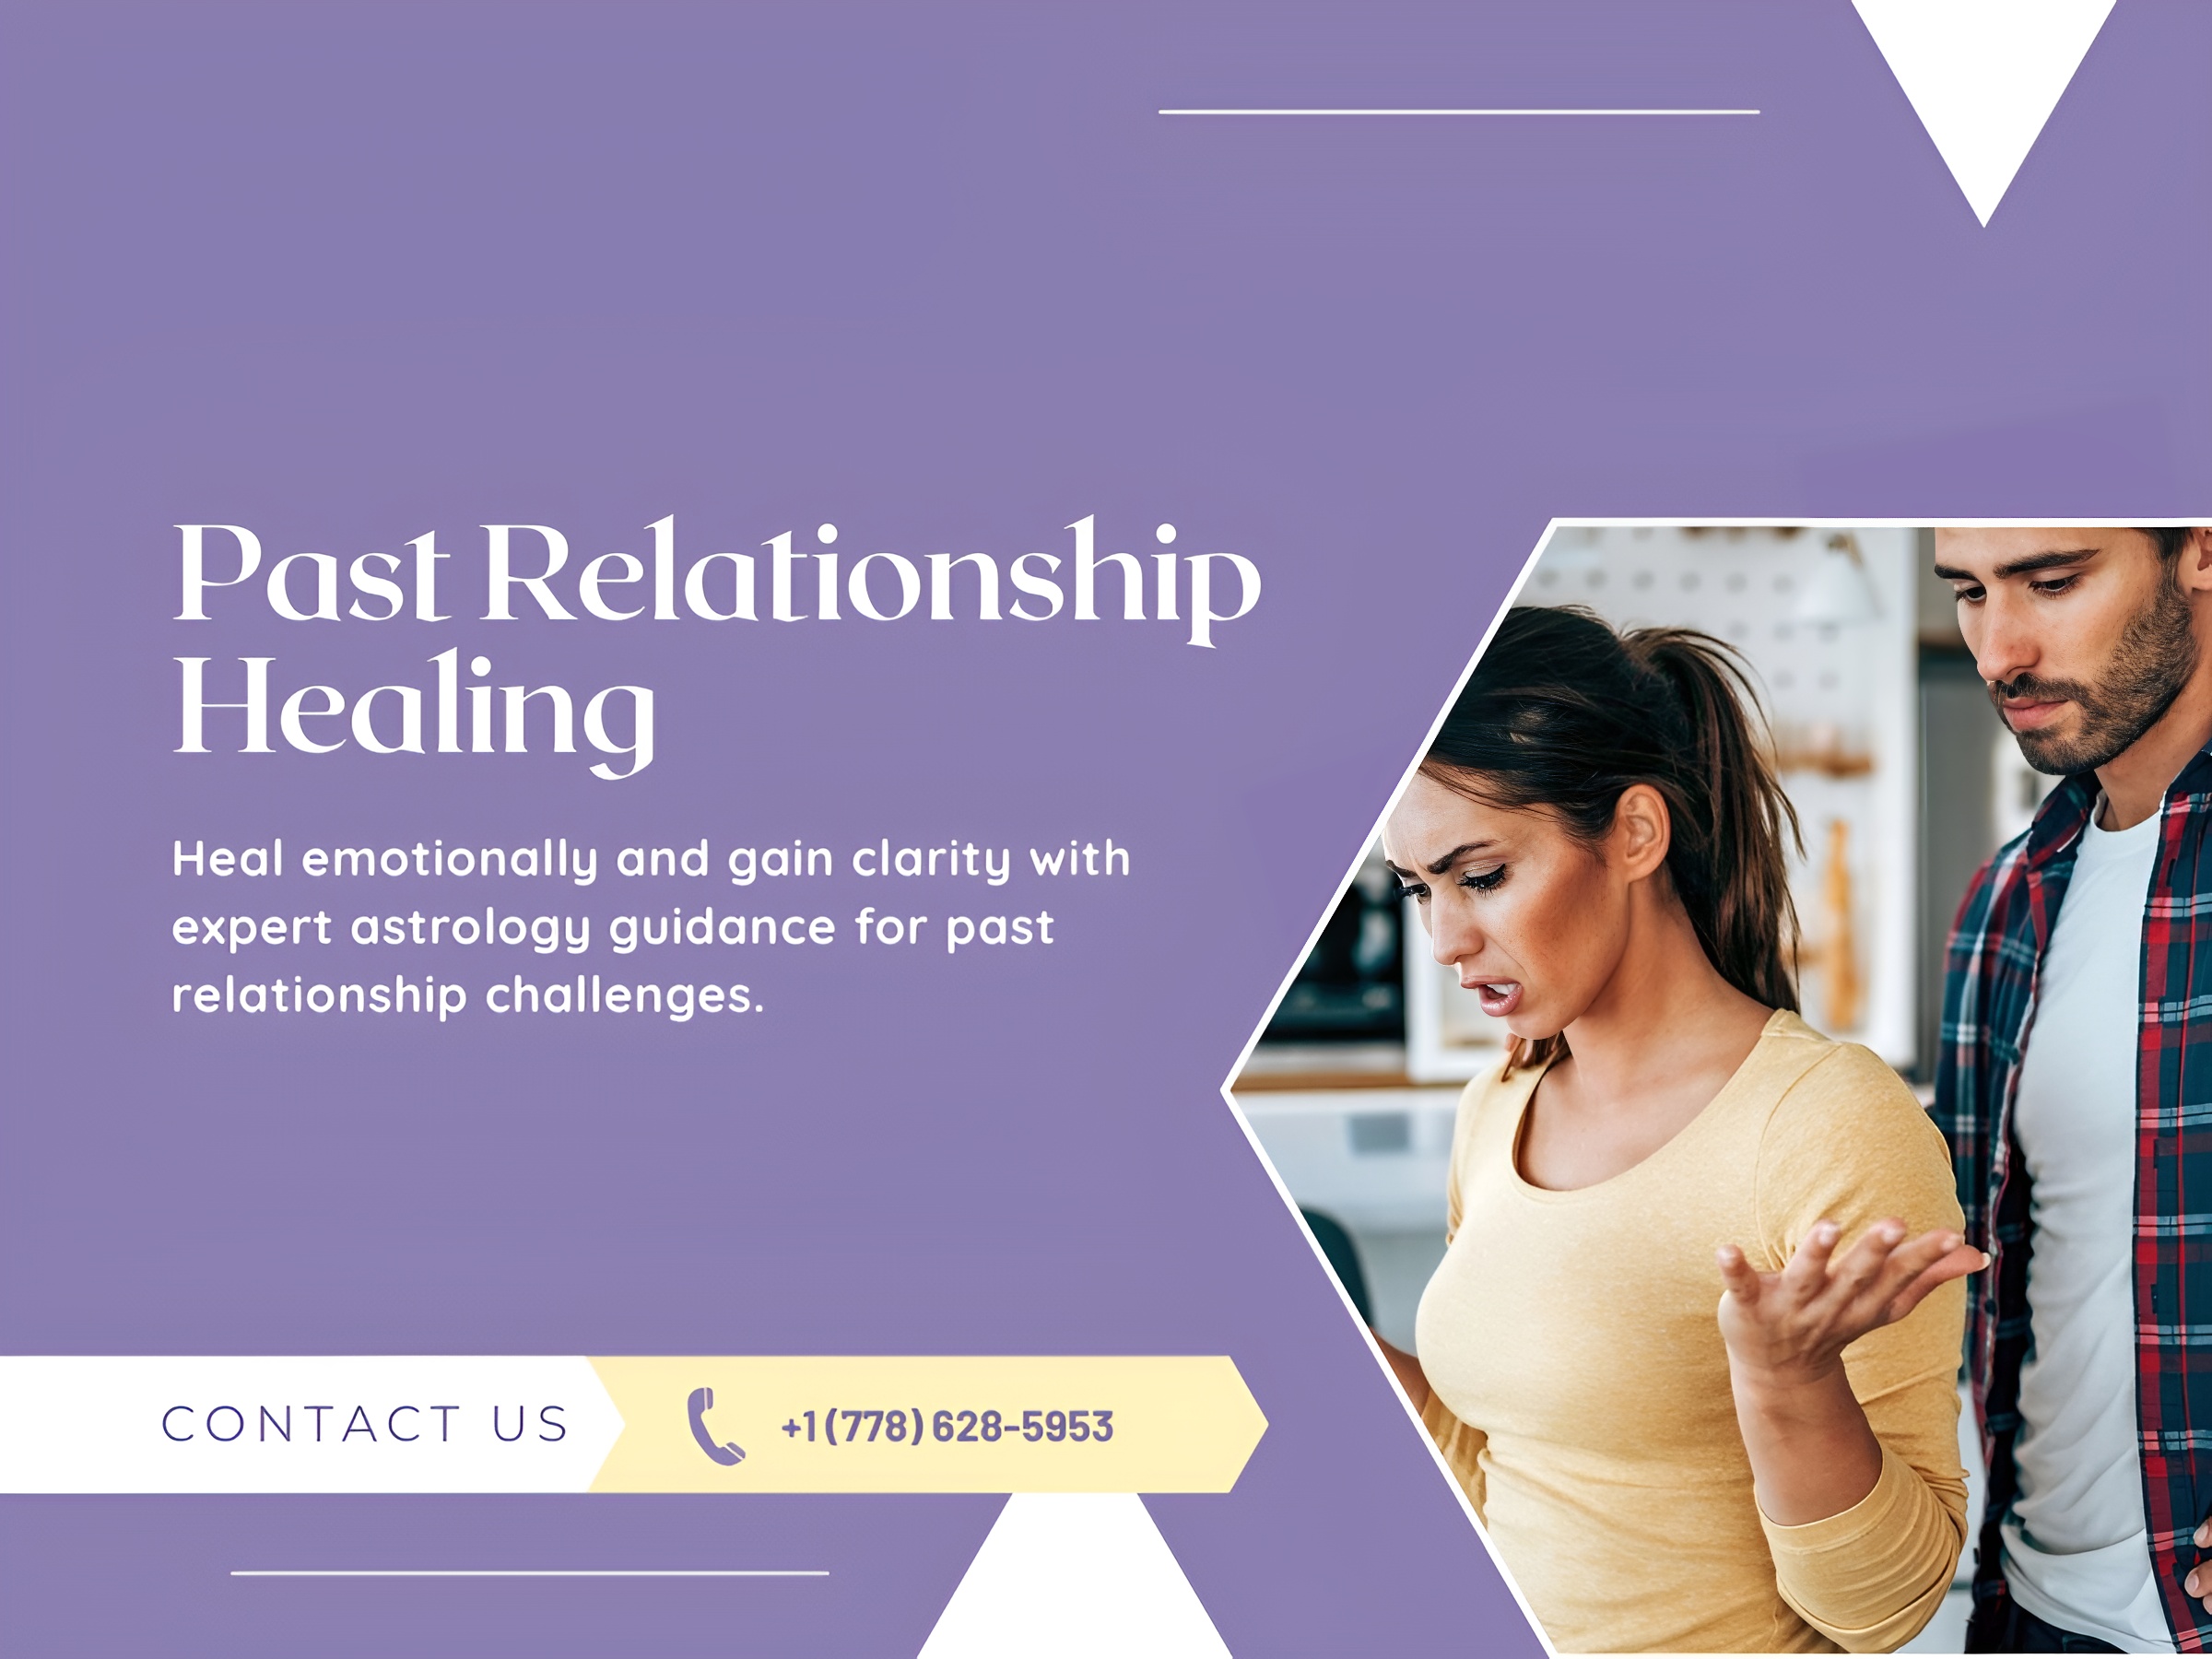 Past Relationship
Healing
Heal emotionally and gain clarity with
expert astrology guidance for past
relationship challenges.
CONTACT US
+1 (778) 628-5953